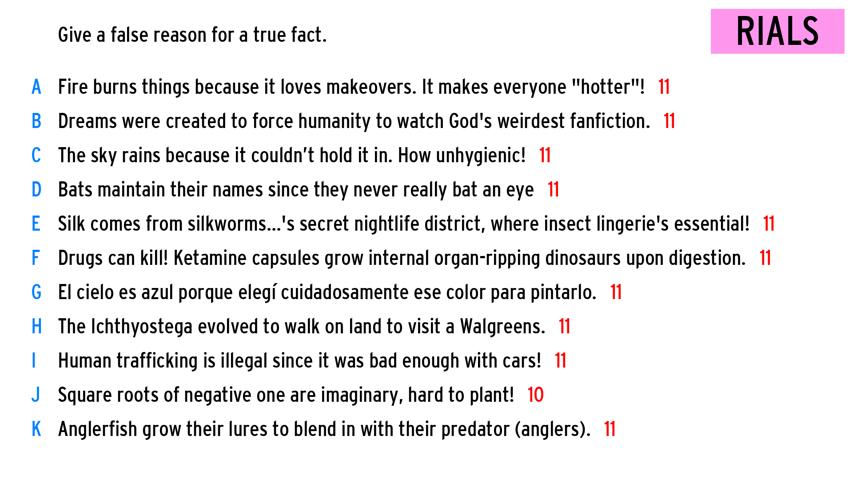 Give a false reason for a true fact.
RIALS
A Fire burns things because it loves makeovers. It makes everyone "hotter"! 11
B Dreams were created to force humanity to watch God's weirdest fanfiction. 11
C The sky rains because it couldn’t hold it in. How unhygienic! 11
D Bats maintain their names since they never really bat an eye 11
E Silk comes from silkworms...'s secret nightlife district, where insect lingerie's essential! 11
F Drugs can kill! Ketamine capsules grow internal organ-ripping dinosaurs upon digestion. 11
G El cielo es azul porque elegí cuidadosamente ese color para pintarlo. 11
H The Ichthyostega evolved to walk on land to visit a Walgreens. 11
I Human trafficking is illegal since it was bad enough with cars! 11
J Square roots of negative one are imaginary, hard to plant! 10
K Anglerfish grow their lures to blend in with their predator (anglers). 11